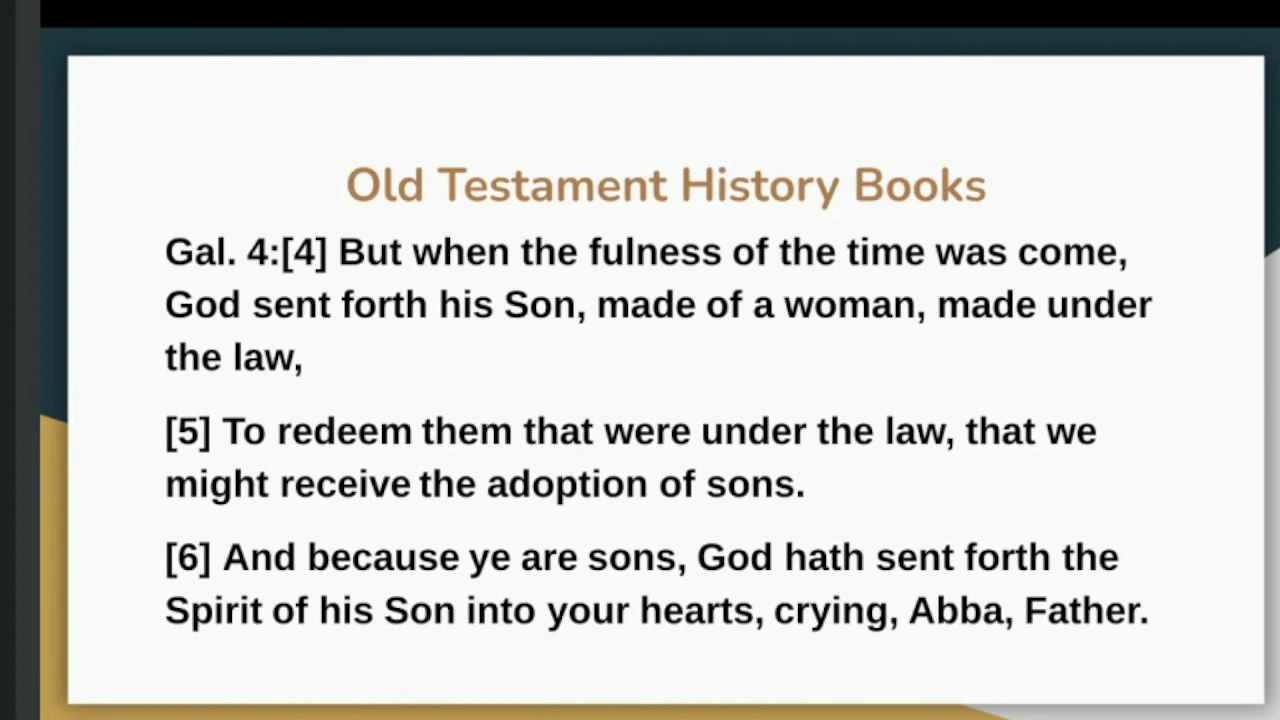 Old Testament History Books
Gal. 4:[4] But when the fulness of the time was come,
God sent forth his Son, made of a woman, made under
the law,
[5] To redeem them that were under the law, that we
might receive the adoption of sons.
[6] And because ye are sons, God hath sent forth the
Spirit of his Son into your hearts, crying, Abba, Father.